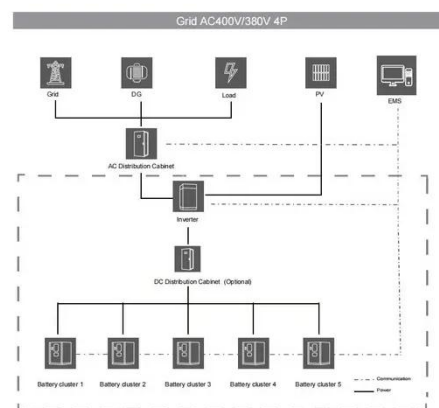 Grid AC400V/380V 4P
Grid
DG
Load
PV
EMS
AC Distribution Cabinet
Inverter
DC Distribution Cabinet (Optional)
Battery cluster 1
Battery cluster 2
Battery cluster 3
Battery cluster 4
Battery cluster 5
Communication
Power